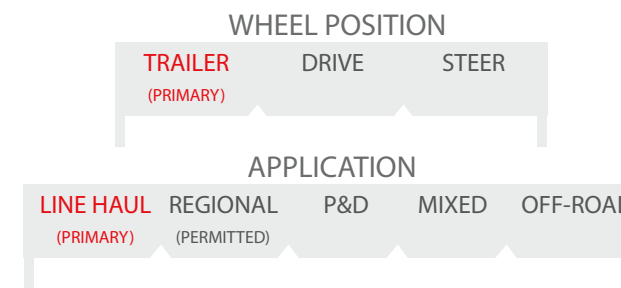 WHEEL POSITION
TRAILER DRIVE STEER
(PRIMARY)
APPLICATION
LINE HAUL REGIONAL P&D MIXED OFF-ROA
(PRIMARY) (PERMITTED)